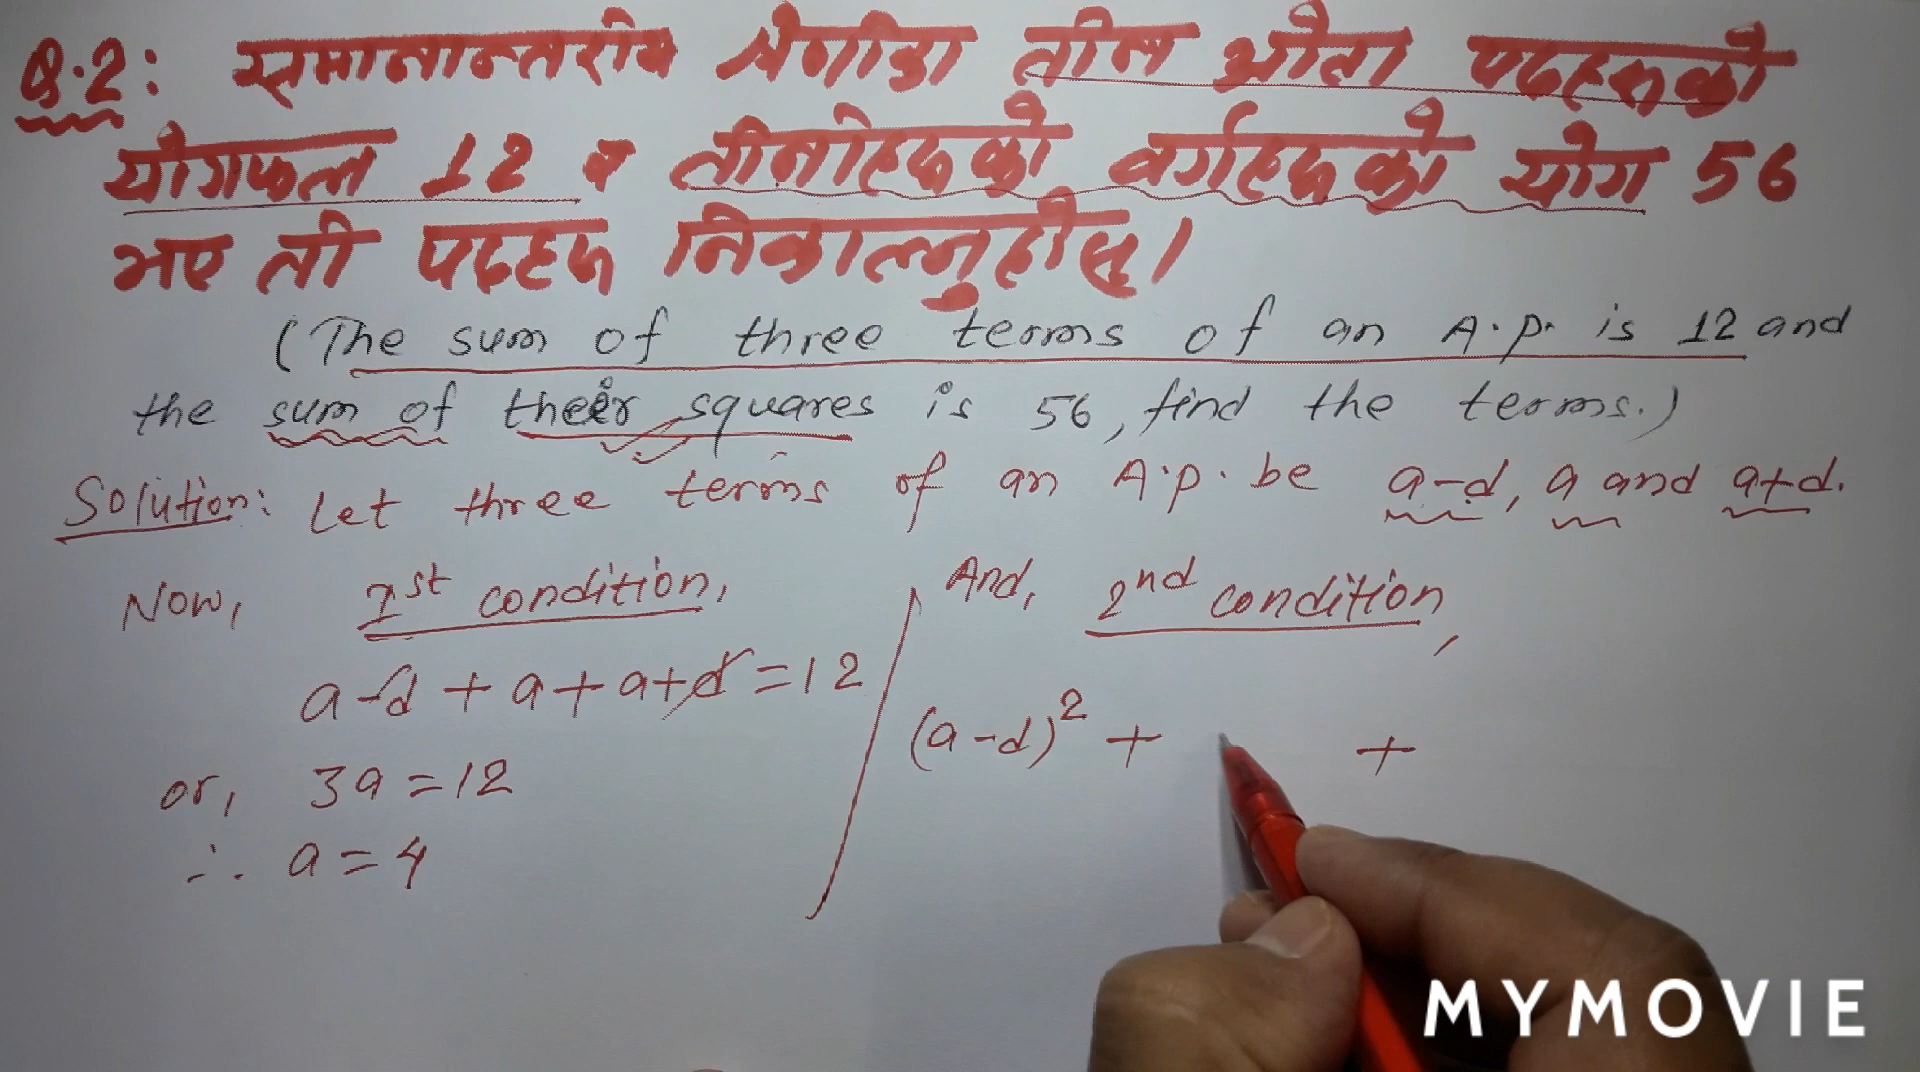 Q.2: समानान्तरीय श्रेणीका तीन ओटा पदहरुको
योगफल 12 र तीनोटैहरुको वर्गहरुको योग 56
भए ती पदहरु निकाल्नुहोस्।
(The sum of three terms of an A.P. is 12 and
the sum of their squares is 56, find the terms.)
Solution: Let three terms of an A.P. be a-d, a and a+d.
Now, 1st condition,
a-d + a + a+d = 12
or, 3a = 12
∴ a = 4
And, 2nd condition,
(a-d)² + +
MYMOVIE